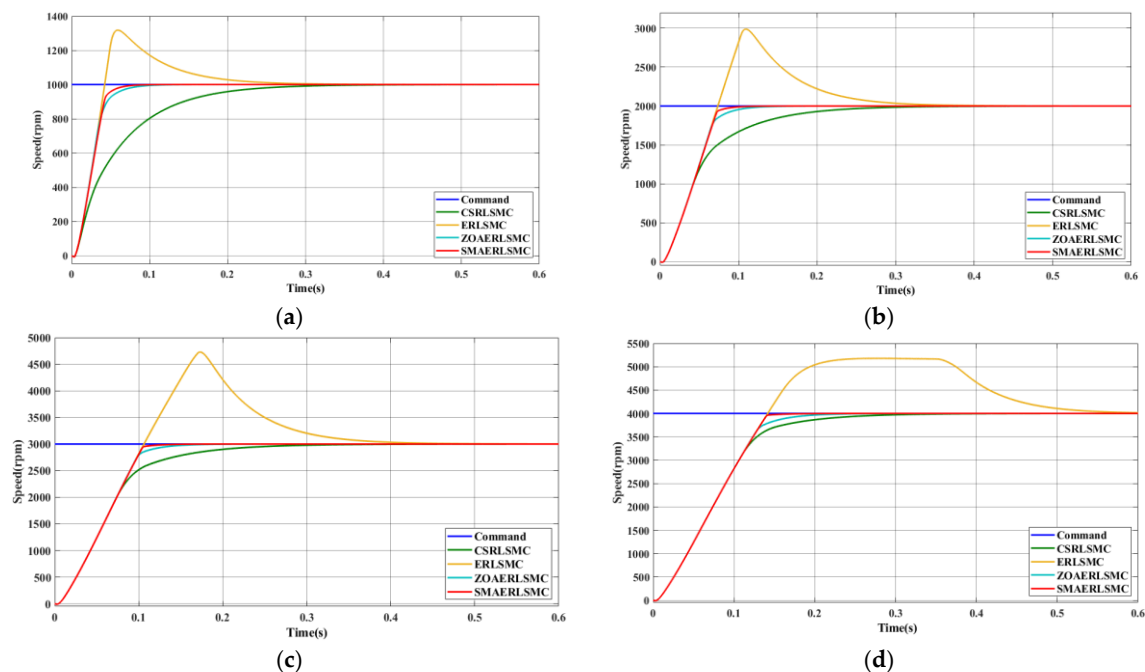 1400
1200
1000
800
600
400
200
0
Speed(rpm)
0 0.1 0.2 0.3 0.4 0.5 0.6
Time(s)
Command
CSRLSMC
ERLSMC
ZOAERLSMC
SMAERLSMC
(a)
3000
2500
2000
1500
1000
500
0
Speed(rpm)
0 0.1 0.2 0.3 0.4 0.5 0.6
Time(s)
Command
CSRLSMC
ERLSMC
ZOAERLSMC
SMAERLSMC
(b)
5000
4500
4000
3500
3000
2500
2000
1500
1000
500
0
Speed(rpm)
0 0.1 0.2 0.3 0.4 0.5 0.6
Time(s)
Command
CSRLSMC
ERLSMC
ZOAERLSMC
SMAERLSMC
(c)
5500
5000
4500
4000
3500
3000
2500
2000
1500
1000
500
0
Speed(rpm)
0 0.1 0.2 0.3 0.4 0.5 0.6
Time(s)
Command
CSRLSMC
ERLSMC
ZOAERLSMC
SMAERLSMC
(d)